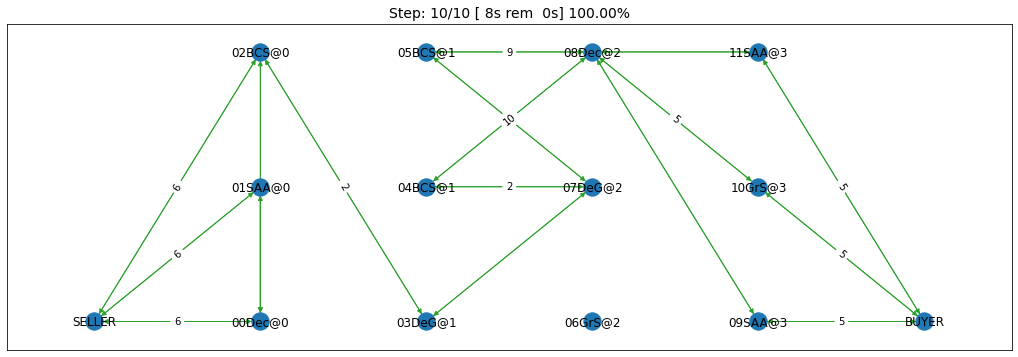 Step: 10/10 [ 8s rem  0s] 100.00%
02BCS@0
05BCS@1
9
08Dec@2
11SAA@3
10
5
6
01SAA@0
2
04BCS@1
2
07DeG@2
10GrS@3
5
6
5
SELLER
6
00Dec@0
03DeG@1
06GrS@2
09SAA@3
5
BUYER